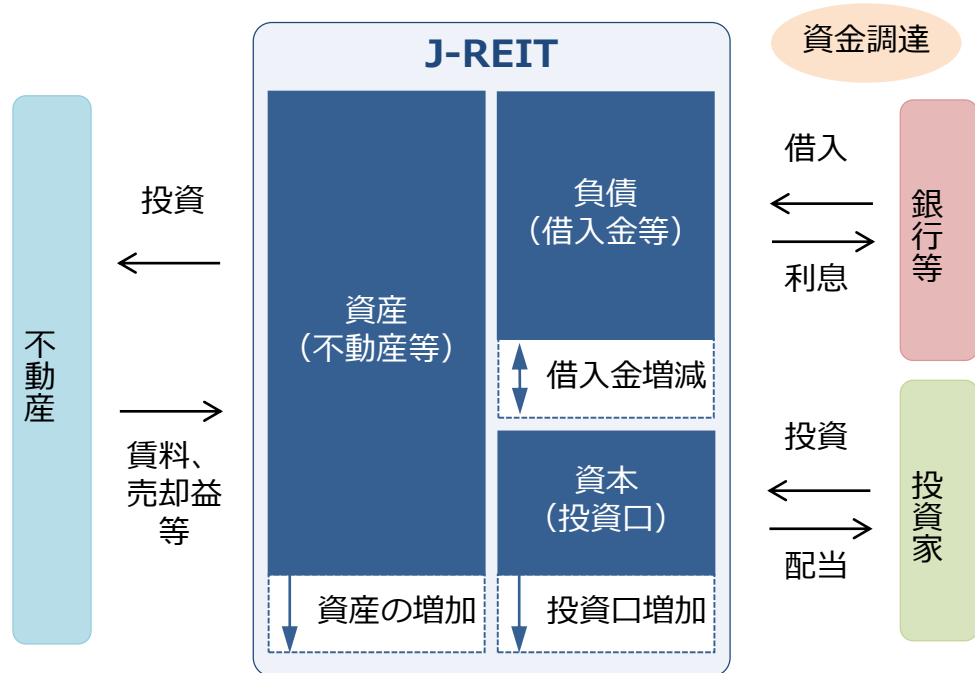 J-REIT
資金調達
不動産
投資
賃料、
売却益
等
資産
（不動産等）
資産の増加
負債
（借入金等）
借入金増減
資本
（投資口）
投資口増加
借入
利息
銀行等
投資
配当
投資家